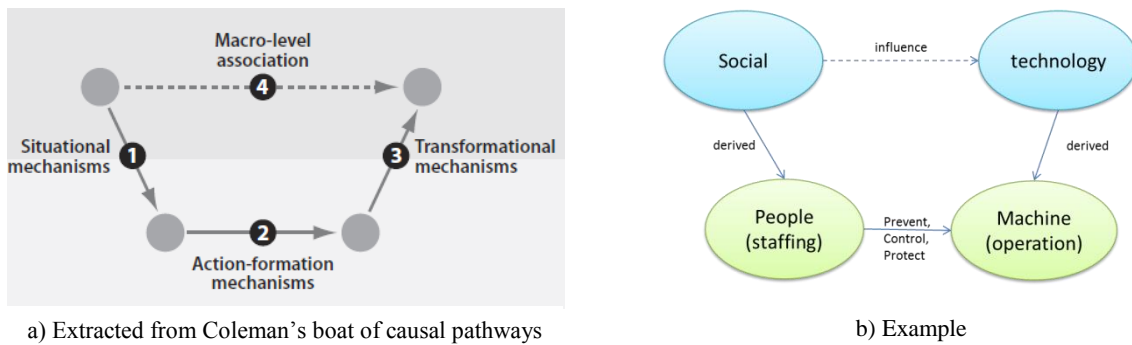 Macro-level
association
4
Situational
mechanisms
1
3
Transformational
mechanisms
2
Action-formation
mechanisms
a) Extracted from Coleman’s boat of causal pathways
Social
influence
technology
derived
derived
People
(staffing)
Prevent,
Control,
Protect
Machine
(operation)
b) Example